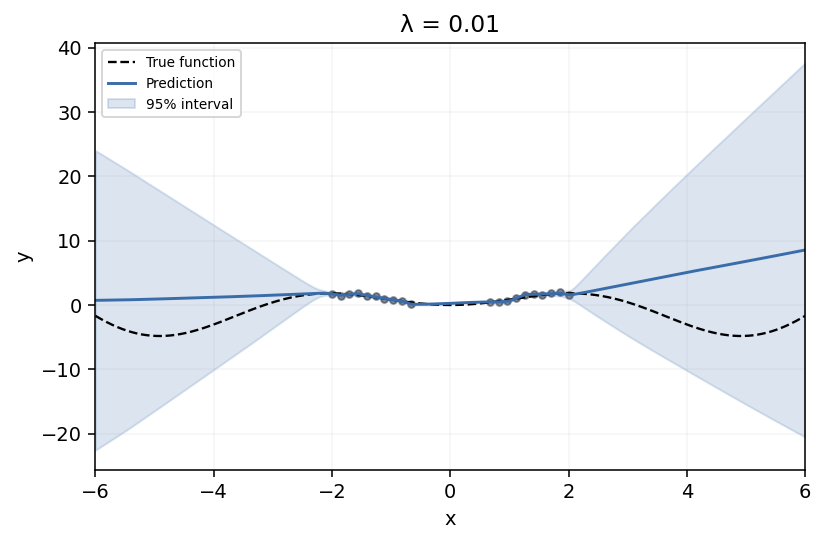 λ = 0.01
True function
Prediction
95% interval
40
30
20
10
0
−10
−20
y
−6 −4 −2 0 2 4 6
x